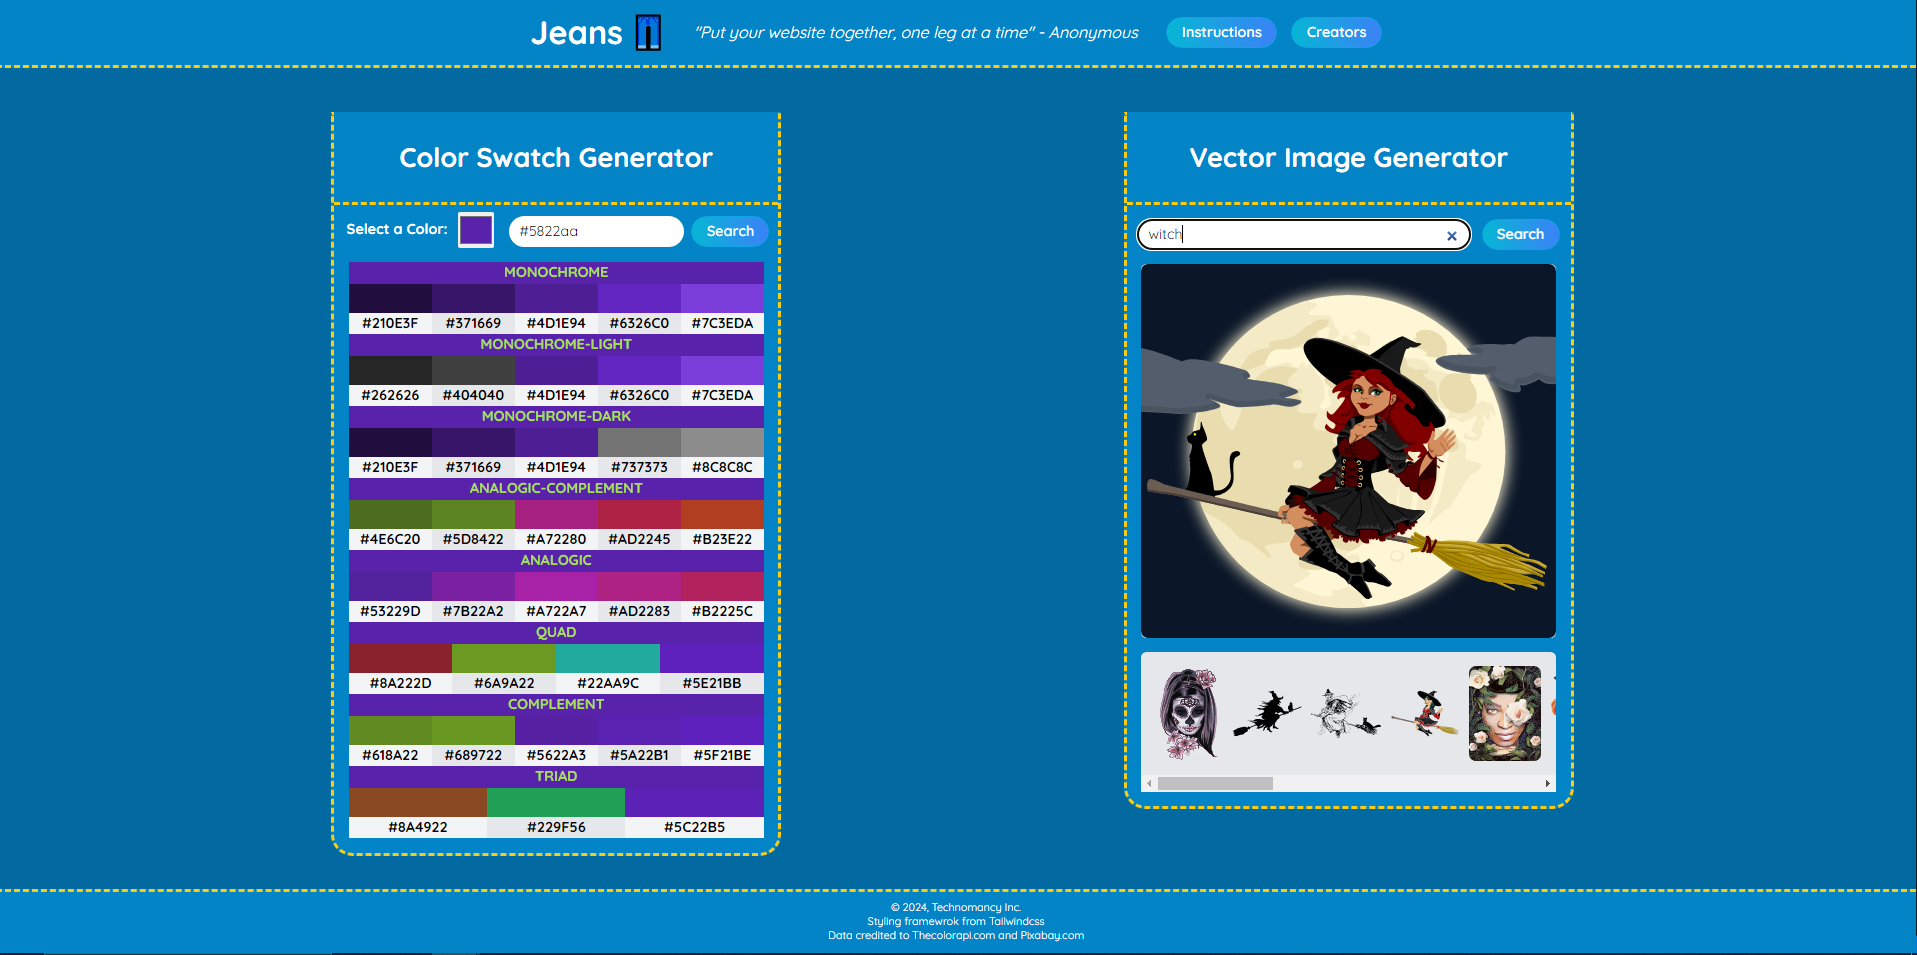 Jeans
"Put your website together, one leg at a time" - Anonymous
Instructions
Creators
Color Swatch Generator
Select a Color:
#5822aa
Search
MONOCHROME
#210E3F #371669 #4D1E94 #6326C0 #7C3EDA
MONOCHROME-LIGHT
#262626 #404040 #4D1E94 #6326C0 #7C3EDA
MONOCHROME-DARK
#210E3F #371669 #4D1E94 #737373 #8C8C8C
ANALOGIC-COMPLEMENT
#4E6C20 #5D8422 #A72280 #AD2245 #B23E22
ANALOGIC
#53229D #7B22A2 #A722A7 #AD2283 #B2225C
QUAD
#8A222D #6A9A22 #22AA9C #5E21BB
COMPLEMENT
#618A22 #689722 #5622A3 #5A22B1 #5F21BE
TRIAD
#8A4922 #229F56 #5C22B5
Vector Image Generator
witch
Search
© 2024, Technomancy Inc.
Styling framewrok from Tailwindcss
Data credited to Thecolorapi.com and Pixabay.com